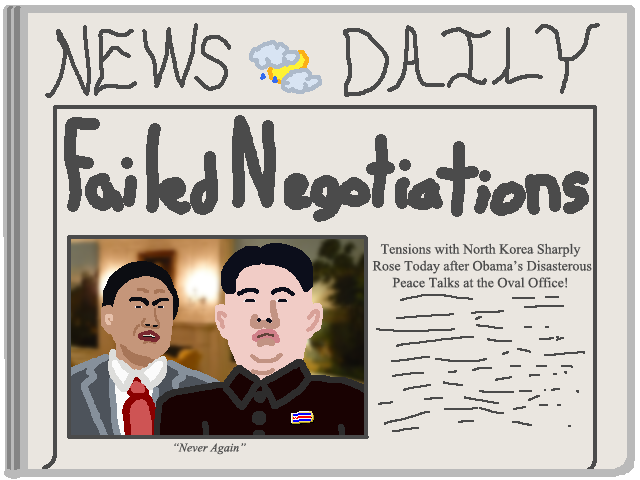 NEWS DAILY
Failed Negotiations
Tensions with North Korea Sharply
Rose Today after Obama's Disasterous
Peace Talks at the Oval Office!
"Never Again"